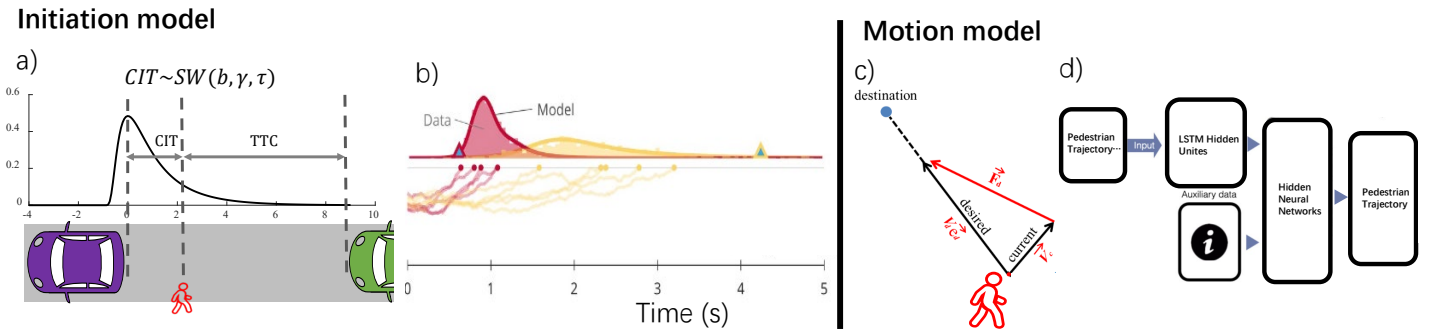 Initiation model
a)
CIT~SW(b,γ,τ)
0.6
0.4
0.2
0
CIT
TTC
-4
-2
0
2
4
6
8
10
b)
Data
Model
0
1
2
3
4
5
Time (s)
Motion model
c)
destination
desired
current
d)
Pedestrian
Trajectory···
Input
LSTM Hidden
Unites
Auxiliary data
i
Hidden
Neural
Networks
Pedestrian
Trajectory